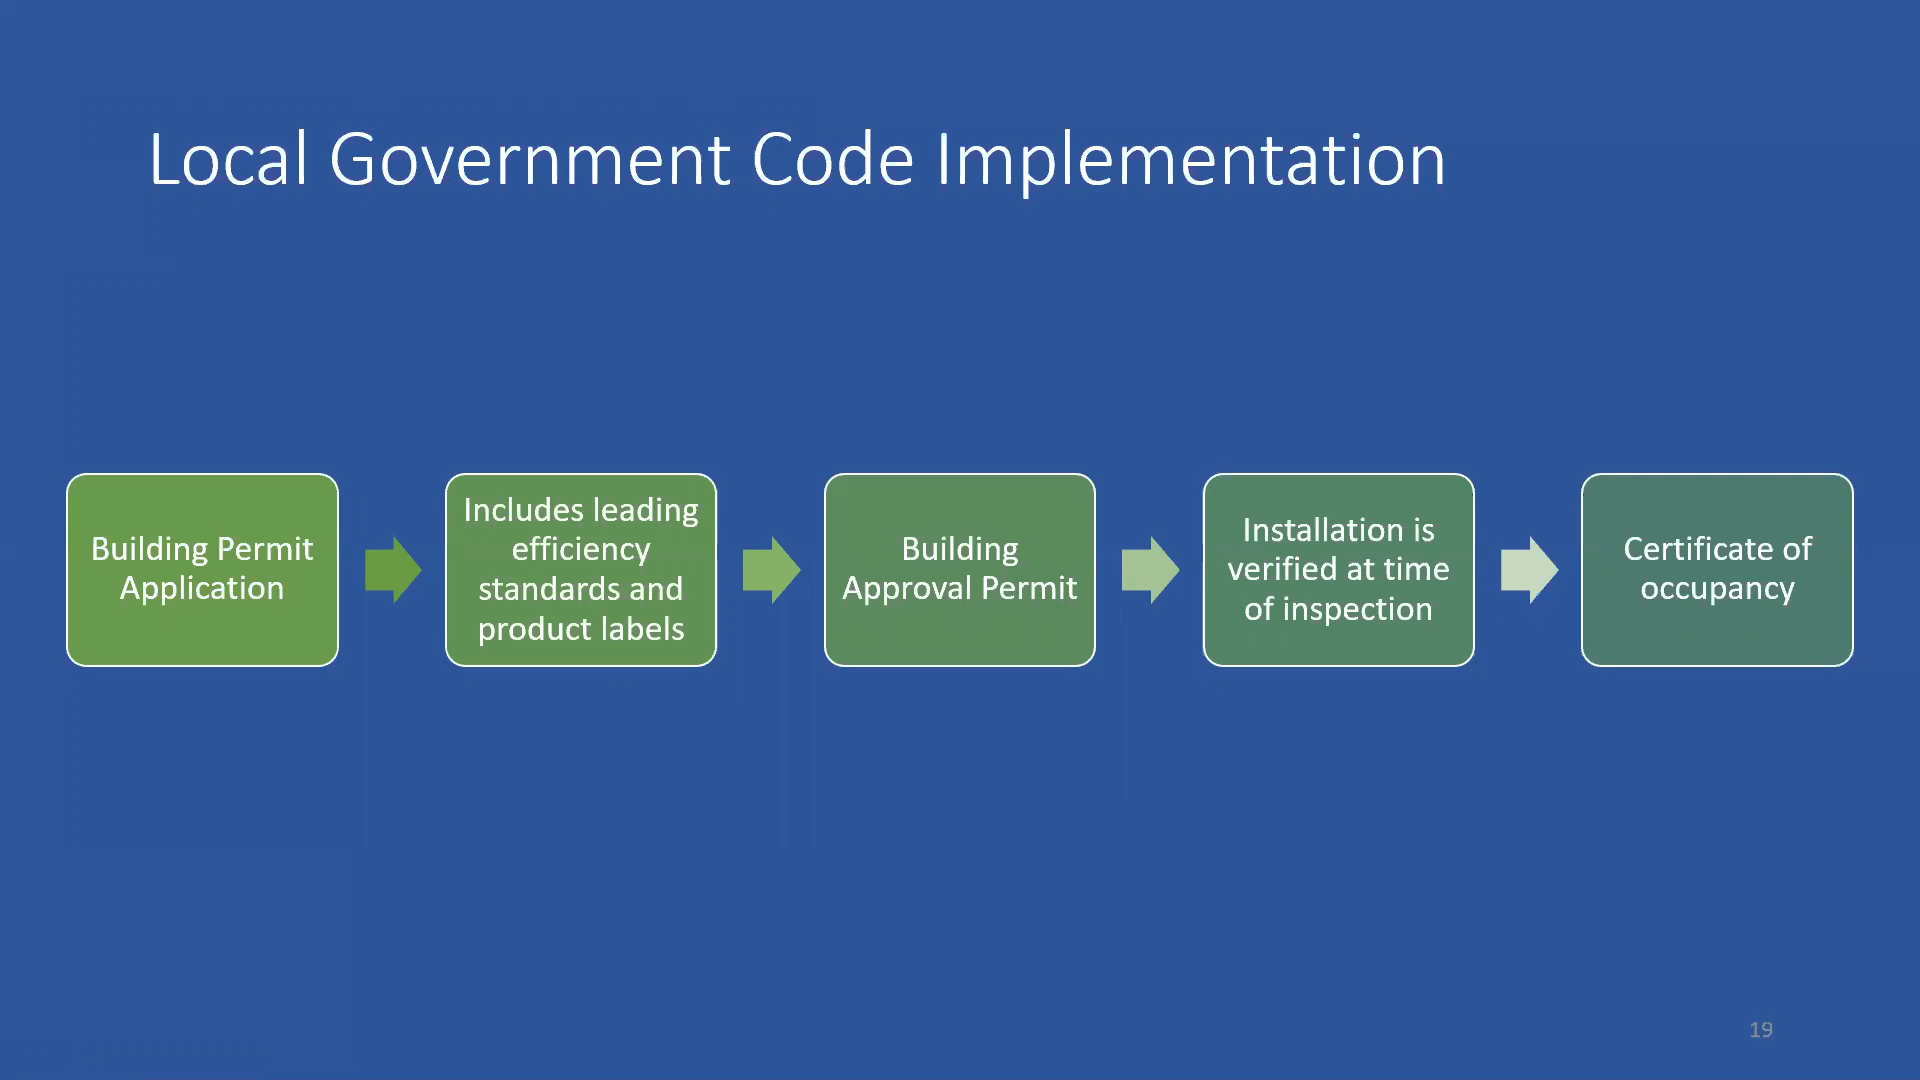 Local Government Code Implementation
Building Permit
Application
Includes leading
efficiency
standards and
product labels
Building
Approval Permit
Installation is
verified at time
of inspection
Certificate of
occupancy
19